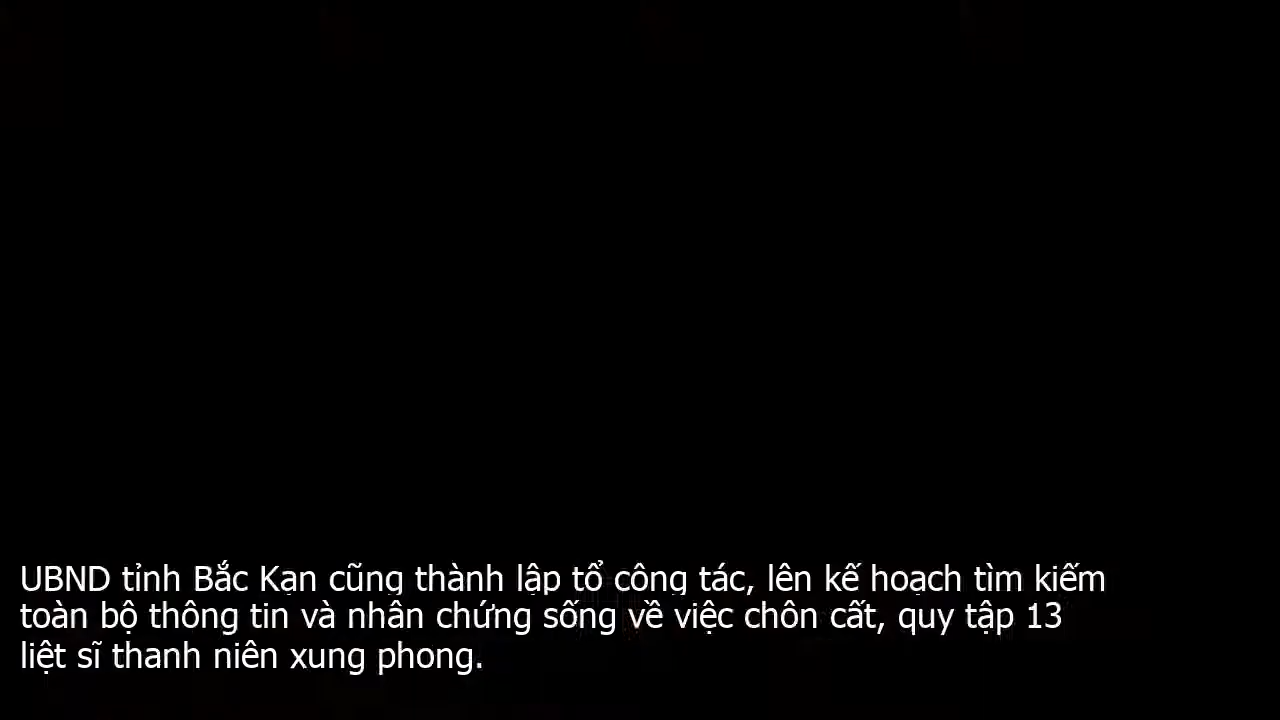 UBND tỉnh Bắc Kạn cũng thành lập tổ công tác, lên kế hoạch tìm kiếm
toàn bộ thông tin và nhân chứng sống về việc chôn cất, quy tập 13
liệt sĩ thanh niên xung phong.